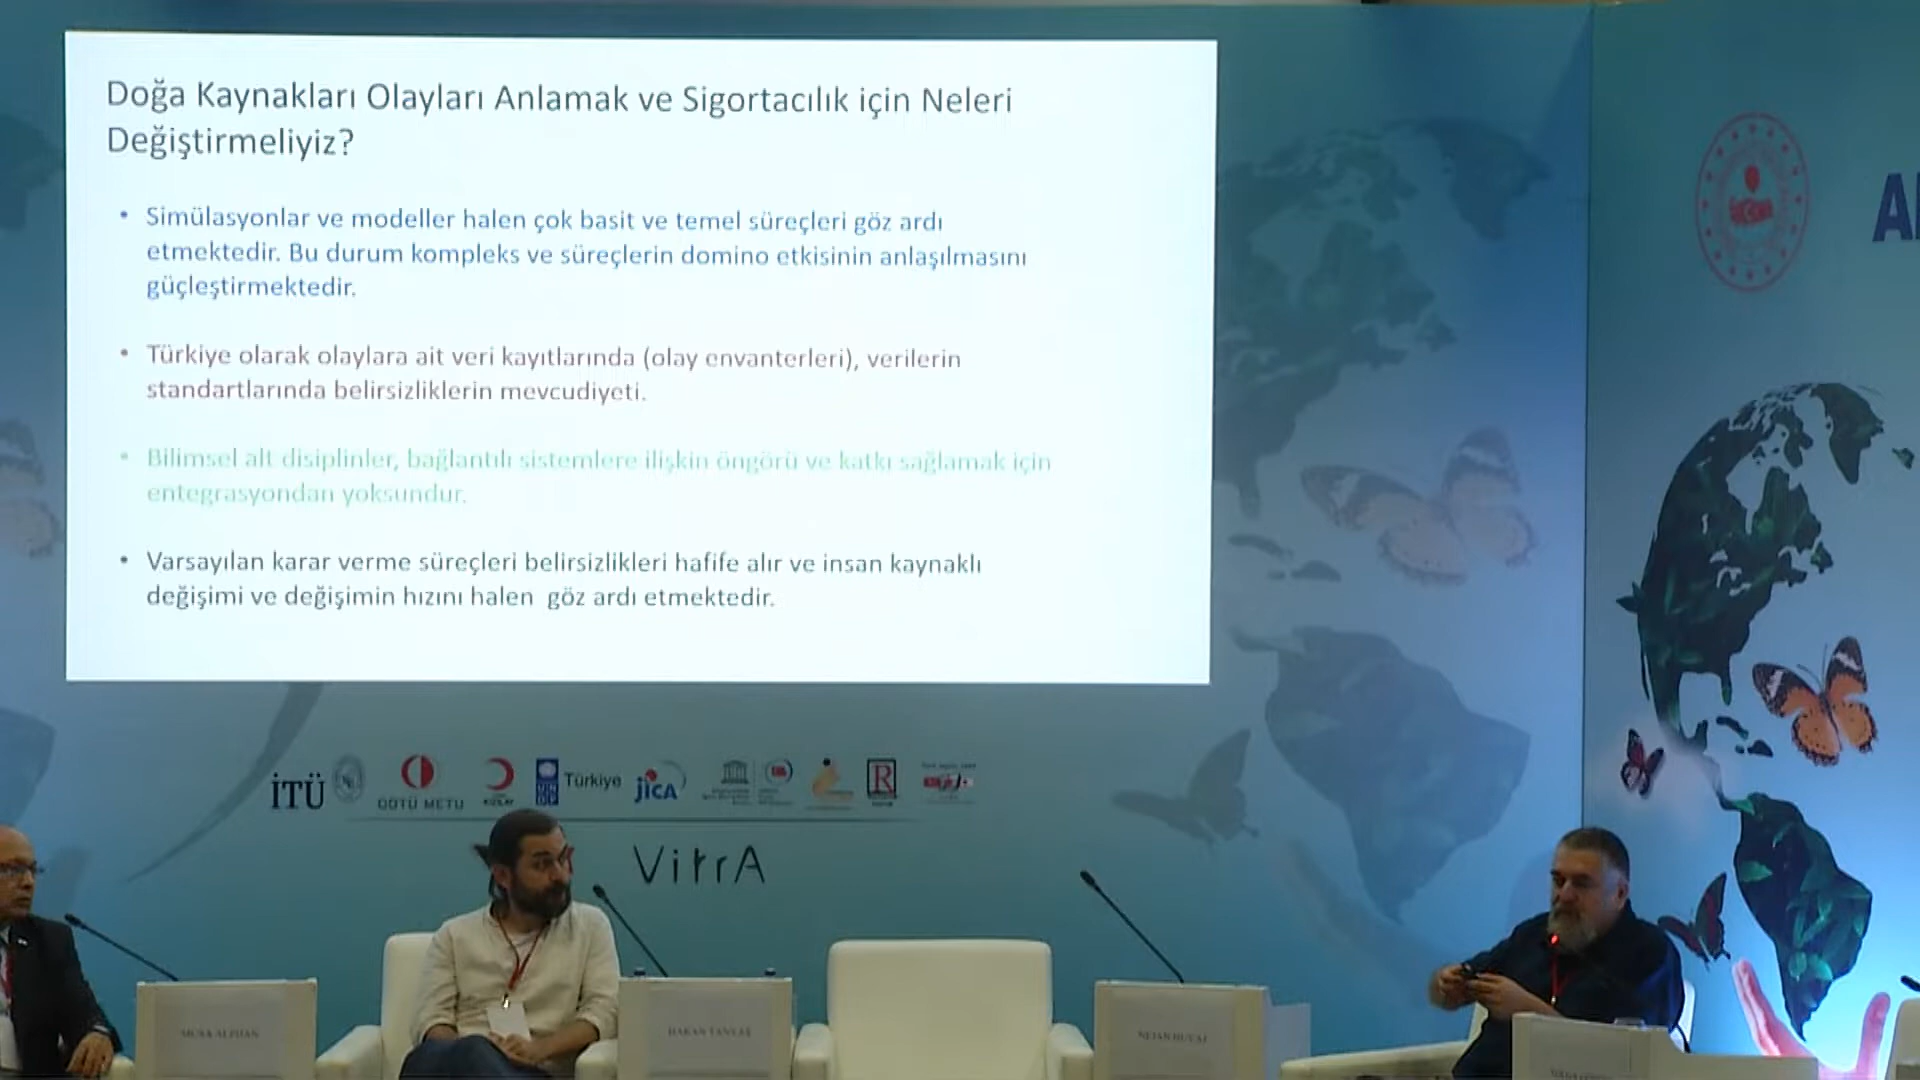 Doğa Kaynakları Olayları Anlamak ve Sigortacılık için Neleri
Değiştirmeliyiz?
• Simülasyonlar ve modeller halen çok basit ve temel süreçleri göz ardı
etmektedir. Bu durum kompleks ve süreçlerin domino etkisinin anlaşılmasını
güçleştirmektedir.
• Türkiye olarak olaylara ait veri kayıtlarında (olay envanterleri), verilerin
standartlarında belirsizliklerin mevcudiyeti.
• Bilimsel alt disiplinler, bağlantılı sistemlere ilişkin öngörü ve katkı sağlamak için
entegrasyondan yoksundur.
• Varsayılan karar verme süreçleri belirsizlikleri hafife alır ve insan kaynaklı
değişimi ve değişimin hızını halen göz ardı etmektedir.
İTÜ
ODTÜ METU
KIZILAY
Türkiye
JICA
R
VitrA